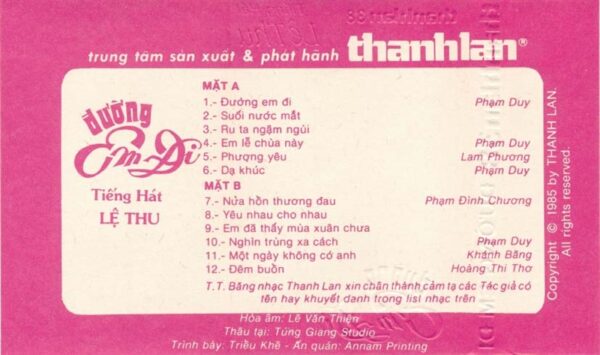 trung tâm sản xuất & phát hành thanhlan®
đường
Em Đi
Tiếng Hát
LỆ THU
MẶT A
1.- Đướng em đi Phạm Duy
2.- Suối nước mắt
3.- Ru ta ngậm ngùi
4.- Em lễ chùa này Phạm Duy
5.- Phượng yêu Lam Phương
6.- Dạ khúc Phạm Duy
MẶT B
7.- Nửa hồn thương đau Phạm Đình Chương
8.- Yêu nhau cho nhau
9.- Em đã thấy mùa xuân chưa
10.- Nghìn trùng xa cách Phạm Duy
11.- Một ngày không có anh Khánh Băng
12.- Đêm buồn Hoàng Thi Thơ
T.T. Băng nhạc Thanh Lan xin chân thành cảm tạ các Tác giả có
tên hay khuyết danh trong list nhạc trên
Hòa âm: Lê Văn Thiện
Thâu tại: Tùng Giang Studio
Trình bày: Triều Khê - Ấn quán: Annam Printing
Copyright © 1985 by THANH LAN.
All rights reserved.